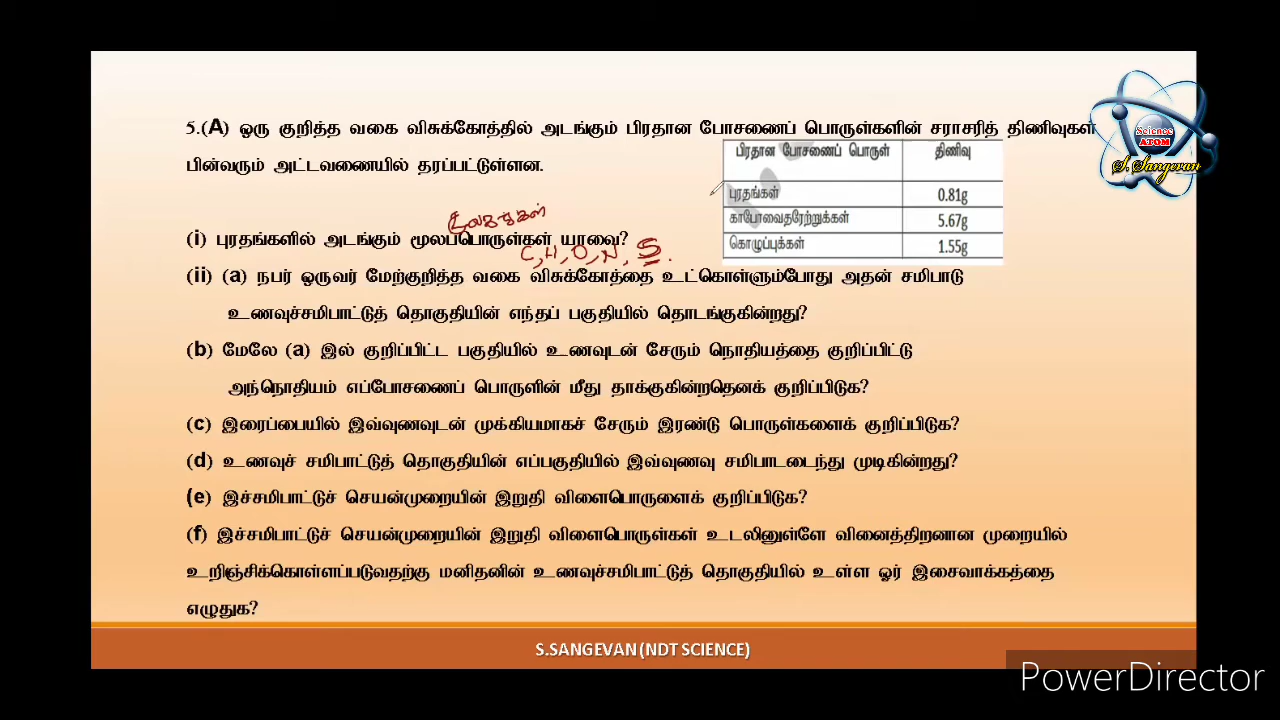 5.(A) ஒரு குறித்த வகை விசுக்கோத்தில் அடங்கும் பிரதான போசணைப் பொருள்களின் சராசரித் திணிவுகள்
பின்வரும் அட்டவணையில் தரப்பட்டுள்ளன.
பிரதான போசணைப் பொருள் திணிவு
புரதங்கள் 0.81g
காபோவைதரேற்றுக்கள் 5.67g
கொழுப்புக்கள் 1.55g
மூலகங்கள்
(i) புரதங்களில் அடங்கும் மூலப்பொருள்கள் யாவை?
C, H, O, N, S.
(ii) (a) நபர் ஒருவர் மேற்குறித்த வகை விசுக்கோத்தை உட்கொள்ளும்போது அதன் சமிபாடு
உணவுச்சமிபாட்டுத் தொகுதியின் எந்தப் பகுதியில் தொடங்குகின்றது?
(b) மேலே (a) இல் குறிப்பிட்ட பகுதியில் உணவுடன் சேரும் நொதியத்தை குறிப்பிட்டு
அந்நொதியம் எப்போசணைப் பொருளின் மீது தாக்குகின்றதெனக் குறிப்பிடுக?
(c) இரைப்பையில் இவ்வுணவுடன் முக்கியமாகச் சேரும் இரண்டு பொருள்களைக் குறிப்பிடுக?
(d) உணவுச் சமிபாட்டுத் தொகுதியின் எப்பகுதியில் இவ்வுணவு சமிபாடடைந்து முடிகின்றது?
(e) இச்சமிபாட்டுச் செயன்முறையின் இறுதி விளைபொருளைக் குறிப்பிடுக?
(f) இச்சமிபாட்டுச் செயன்முறையின் இறுதி விளைபொருள்கள் உடலினுள்ளே வினைத்திறனான முறையில்
உறிஞ்சிக்கொள்ளப்படுவதற்கு மனிதனின் உணவுச்சமிபாட்டுத் தொகுதியில் உள்ள ஓர் இசைவாக்கத்தை
எழுதுக?
Science
ATOM
S. Sangevan
S.SANGEVAN (NDT SCIENCE)
PowerDirector